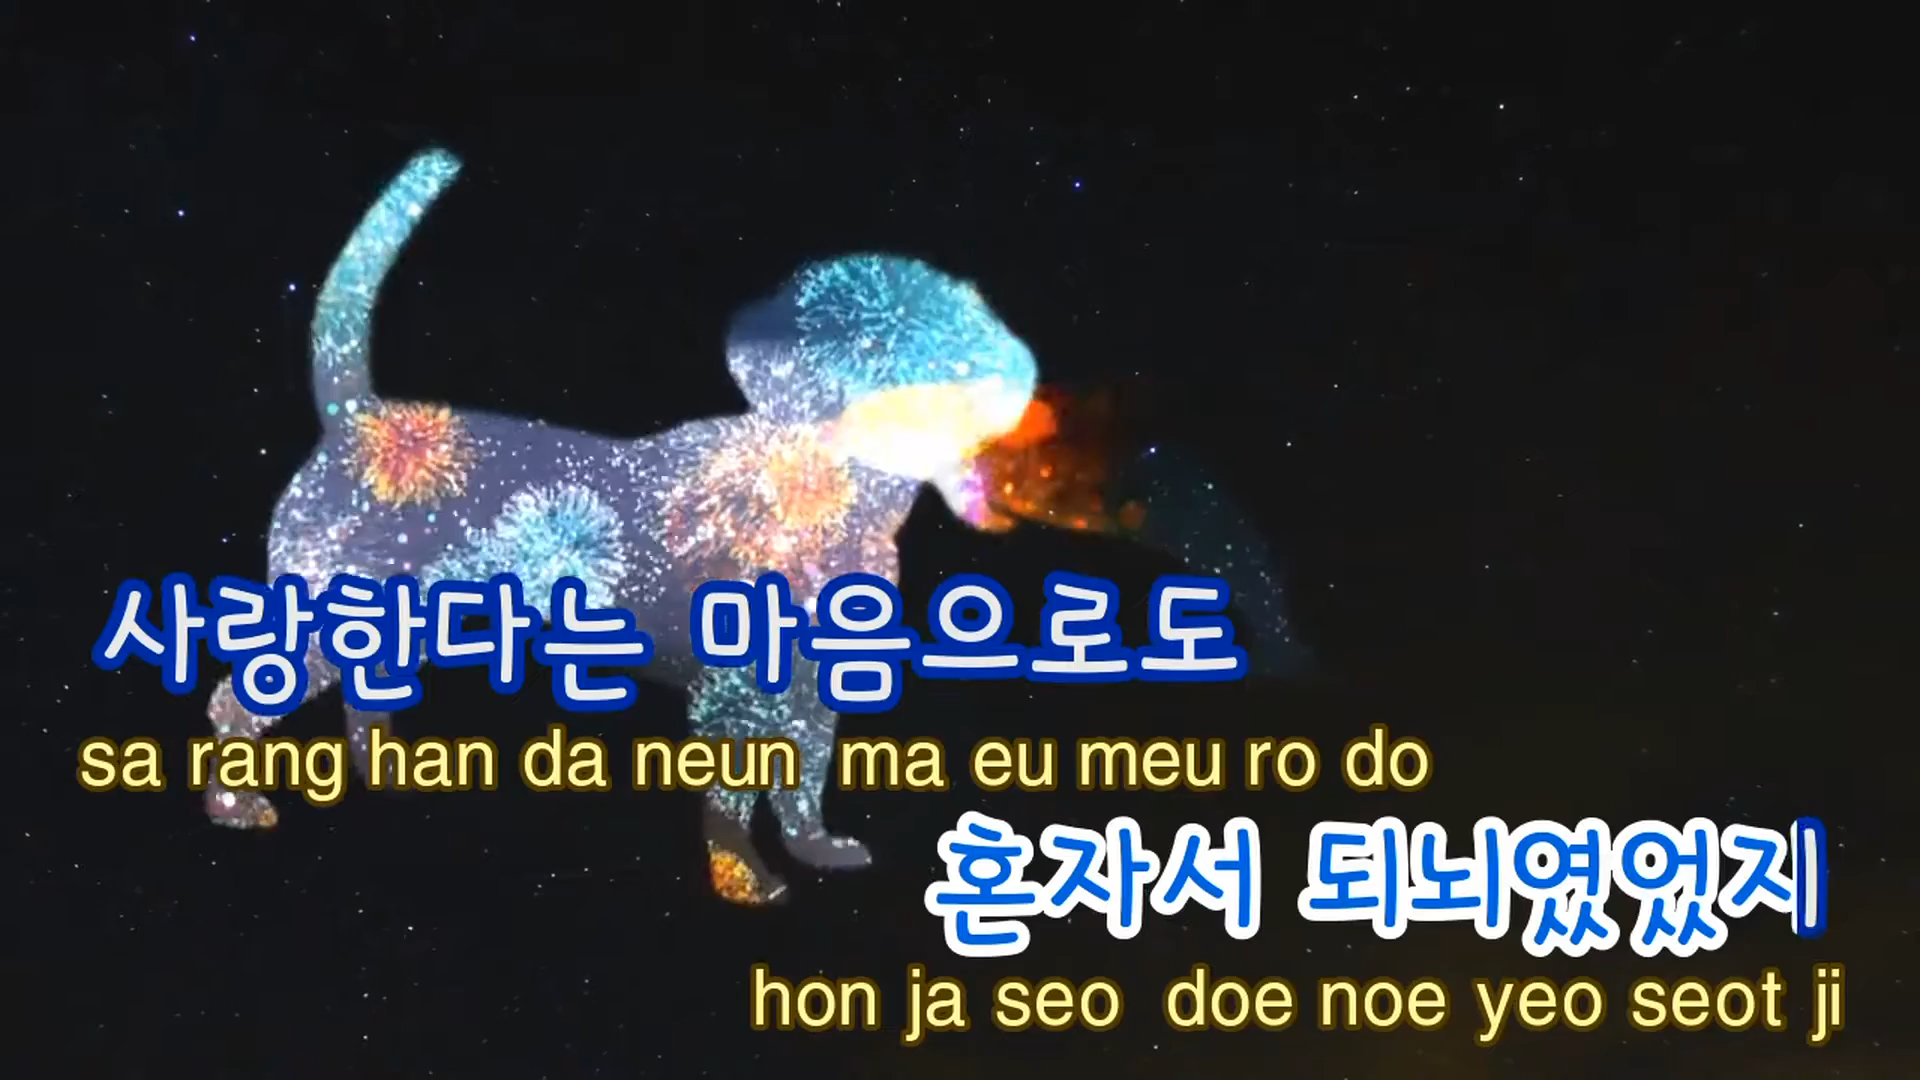 사랑한다는 마음으로도
sa rang han da neun ma eu meu ro do
혼자서 되뇌였었지
hon ja seo doe noe yeo seot ji